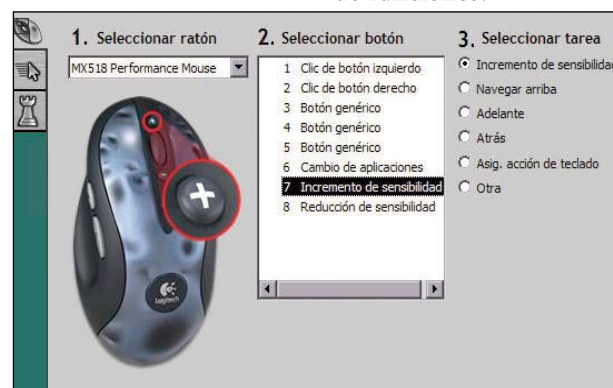 1. Seleccionar ratón
MX518 Performance Mouse
Logitech
2. Seleccionar botón
1 Clic de botón izquierdo
2 Clic de botón derecho
3 Botón genérico
4 Botón genérico
5 Botón genérico
6 Cambio de aplicaciones
7 Incremento de sensibilidad
8 Reducción de sensibilidad
3. Seleccionar tarea
Incremento de sensibilidad
Navegar arriba
Adelante
Atrás
Asig. acción de teclado
Otra